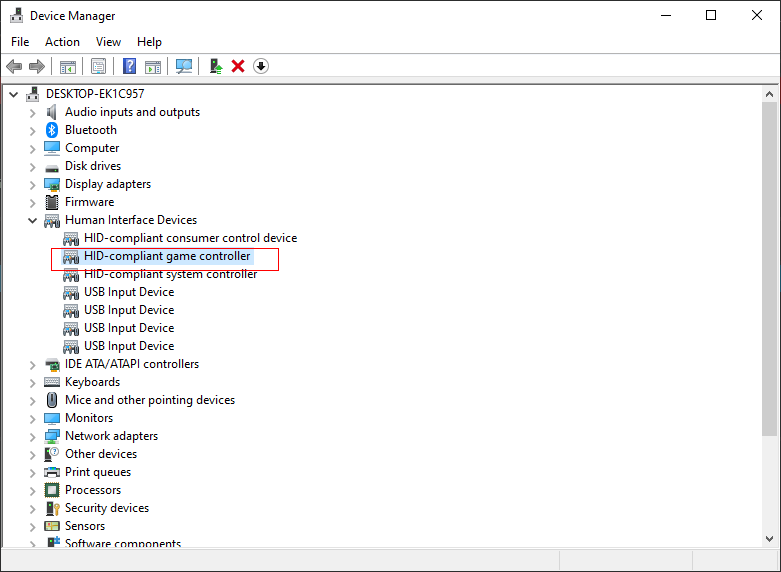 Device Manager
File Action View Help
DESKTOP-EK1C957
Audio inputs and outputs
Bluetooth
Computer
Disk drives
Display adapters
Firmware
Human Interface Devices
HID-compliant consumer control device
HID-compliant game controller
HID-compliant system controller
USB Input Device
USB Input Device
USB Input Device
USB Input Device
IDE ATA/ATAPI controllers
Keyboards
Mice and other pointing devices
Monitors
Network adapters
Other devices
Print queues
Processors
Security devices
Sensors
Software components